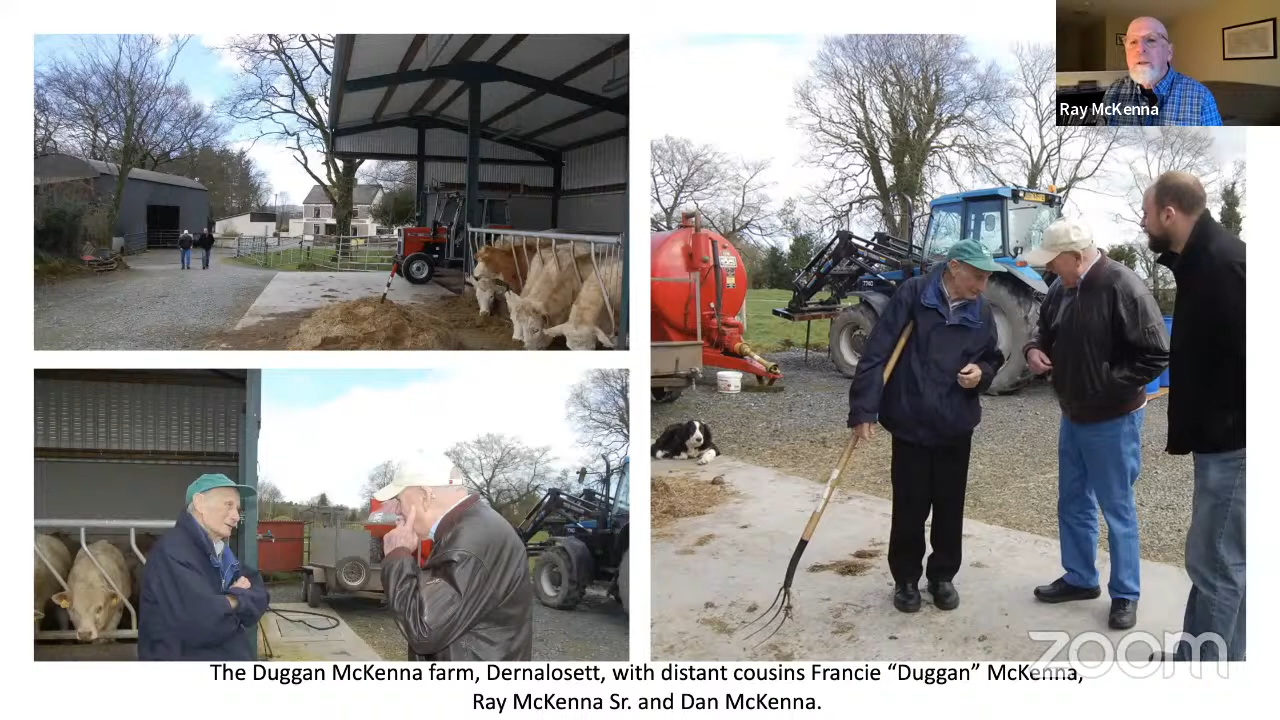 Ray McKenna
zoom
The Duggan McKenna farm, Dernalosett, with distant cousins Francie “Duggan” McKenna,
Ray McKenna Sr. and Dan McKenna.